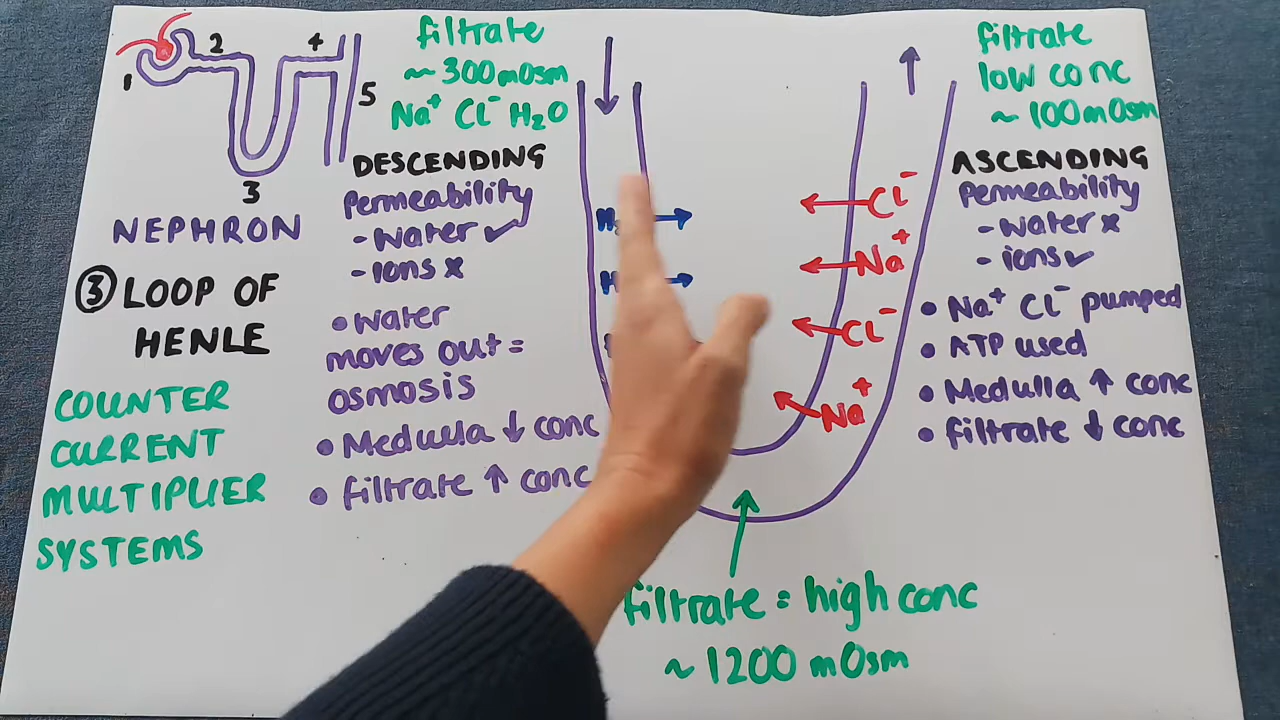 1
2
3
4
5
NEPHRON
③ LOOP OF
HENLE
COUNTER
CURRENT
MULTIPLIER
SYSTEMS
filtrate
~ 300mOsm
Na⁺ Cl⁻ H₂O
DESCENDING
Permeability
- Water ✓
- ions x
• Water
moves out =
osmosis
• Medulla ↓ conc
• filtrate ↑ conc
Cl⁻
Na⁺
Cl⁻
Na⁺
filtrate = high conc
~ 1200 mOsm
filtrate
low conc
~ 100mOsm
ASCENDING
Permeability
- Water x
- ions ✓
• Na⁺ Cl⁻ pumped
• ATP used
• Medulla ↑ conc
• filtrate ↓ conc